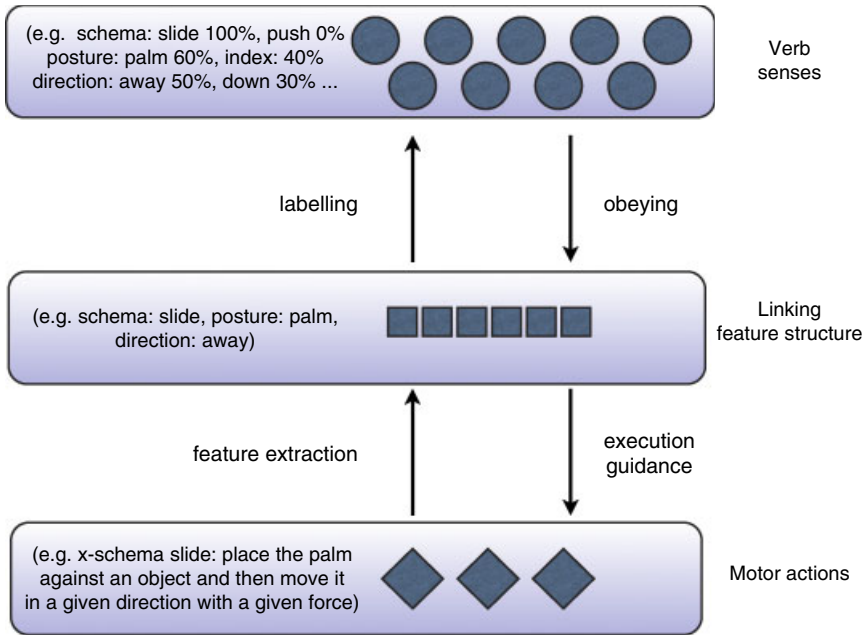 (e.g.  schema: slide 100%, push 0%
posture: palm 60%, index: 40%
direction: away 50%, down 30% ...
Verb
senses
labelling
obeying
(e.g. schema: slide, posture: palm,
direction: away)
Linking
feature structure
feature extraction
execution
guidance
(e.g. x-schema slide: place the palm
against an object and then move it
in a given direction with a given force)
Motor actions